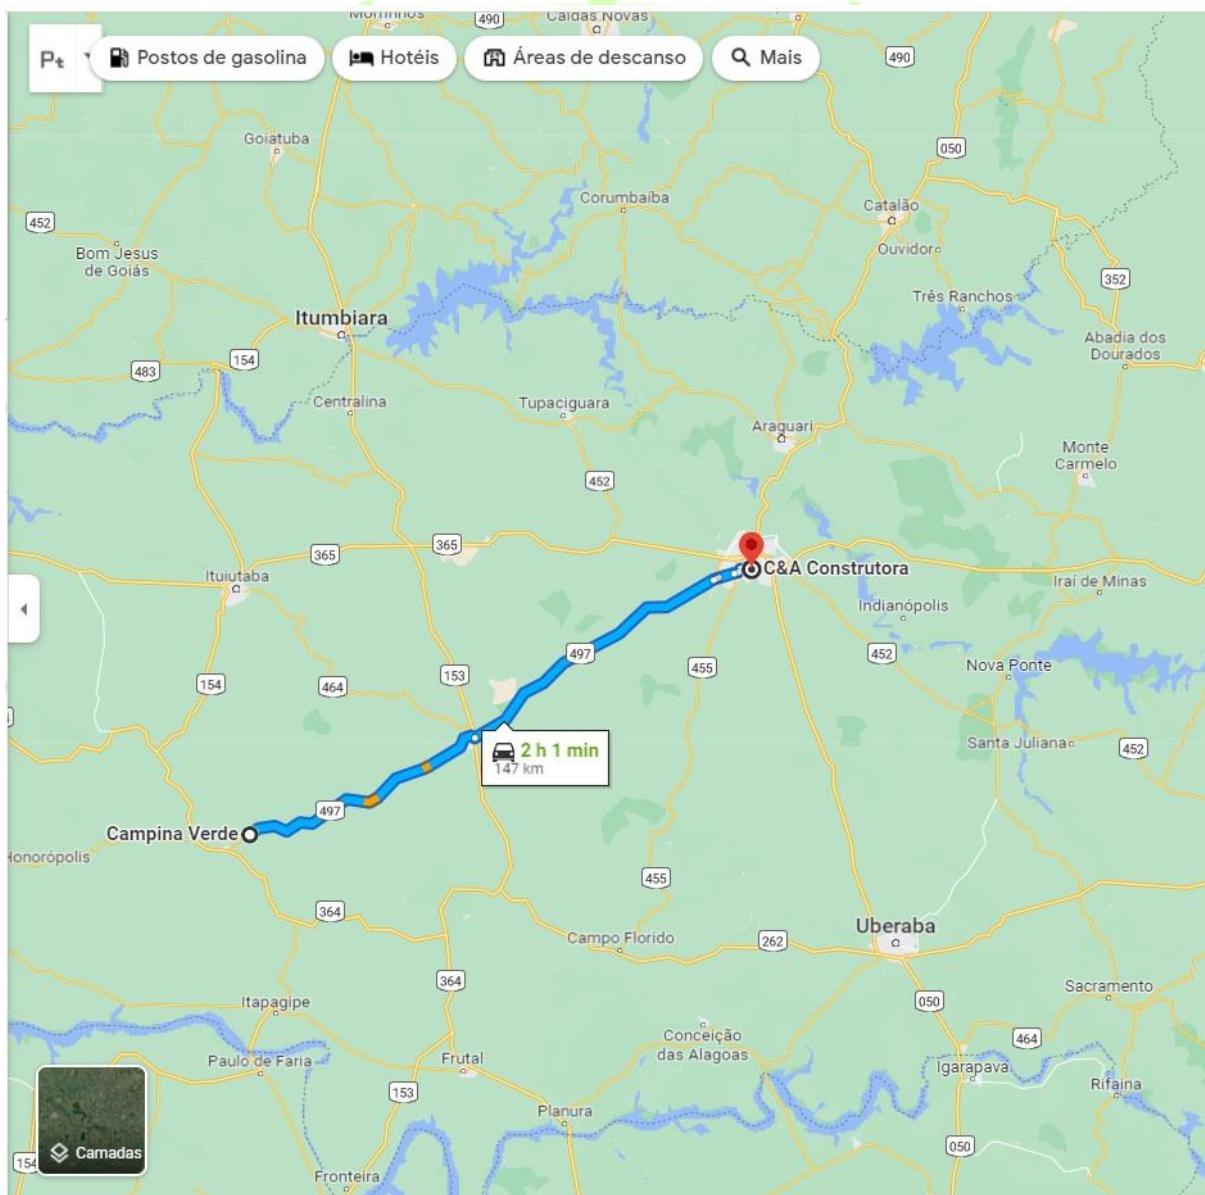 Morrinhos
490
Caldas Novas
Pt
Postos de gasolina
Hotéis
Áreas de descanso
Mais
490
Goiatuba
050
Corumbaíba
Catalão
452
Ouvidor
Bom Jesus
de Goiás
352
Três Ranchos
Itumbiara
Abadia dos
Dourados
154
483
Centralina
Tupaciguara
Araguari
Monte
Carmelo
452
365
365
C&A Construtora
Ituiutaba
Iraí de Minas
Indianópolis
497
452
455
Nova Ponte
153
154
464
Santa Juliana
452
2 h 1 min
147 km
497
Campina Verde
Honorópolis
455
364
Uberaba
Campo Florido
262
364
Sacramento
Itapagipe
050
Conceição
das Alagoas
464
Paulo de Faria
Frutal
Igarapava
Rifaina
153
Planura
050
Camadas
154
Fronteira